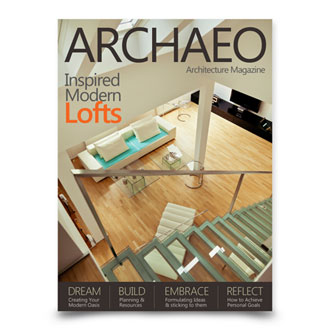 ARCHAEO
Architecture Magazine
Inspired
Modern
Lofts
DREAM
Creating Your
Modern Oasis
BUILD
Planning &
Resources
EMBRACE
Formulating Ideas
& sticking to them
REFLECT
How to Achieve
Personal Goals